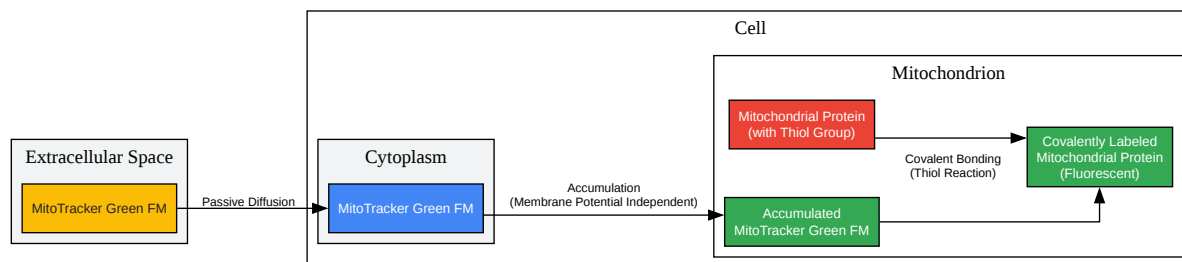 Cell
Mitochondrion
Mitochondrial Protein
(with Thiol Group)
Extracellular Space
Cytoplasm
Covalent Bonding
(Thiol Reaction)
Covalently Labeled
Mitochondrial Protein
(Fluorescent)
MitoTracker Green FM
Passive Diffusion
MitoTracker Green FM
Accumulation
(Membrane Potential Independent)
Accumulated
MitoTracker Green FM